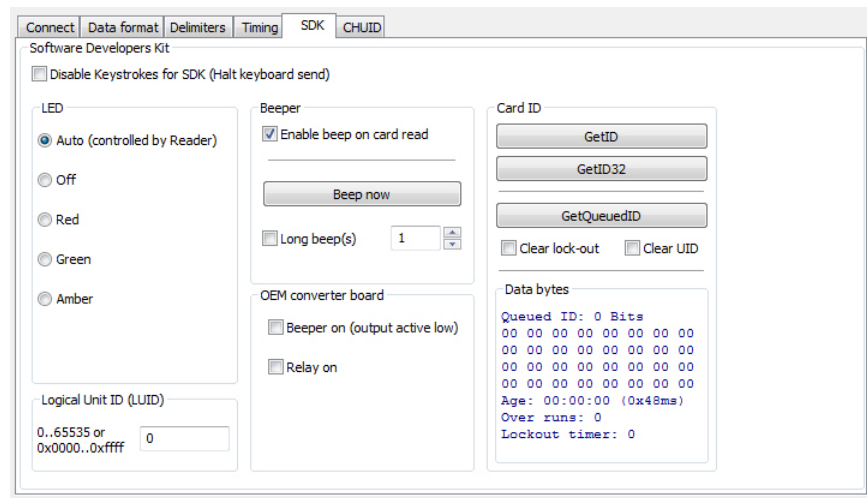 Connect Data format Delimiters Timing SDK CHUID
Software Developers Kit
Disable Keystrokes for SDK (Halt keyboard send)
LED
Auto (controlled by Reader)
Off
Red
Green
Amber
Logical Unit ID (LUID)
0..65535 or
0x0000..0xffff
0
Beeper
Enable beep on card read
Beep now
Long beep(s) 1
OEM converter board
Beeper on (output active low)
Relay on
Card ID
GetID
GetID32
GetQueuedID
Clear lock-out Clear UID
Data bytes
Queued ID: 0 Bits
00 00 00 00 00 00 00 00
00 00 00 00 00 00 00 00
00 00 00 00 00 00 00 00
00 00 00 00 00 00 00 00
Age: 00:00:00 (0x48ms)
Over runs: 0
Lockout timer: 0